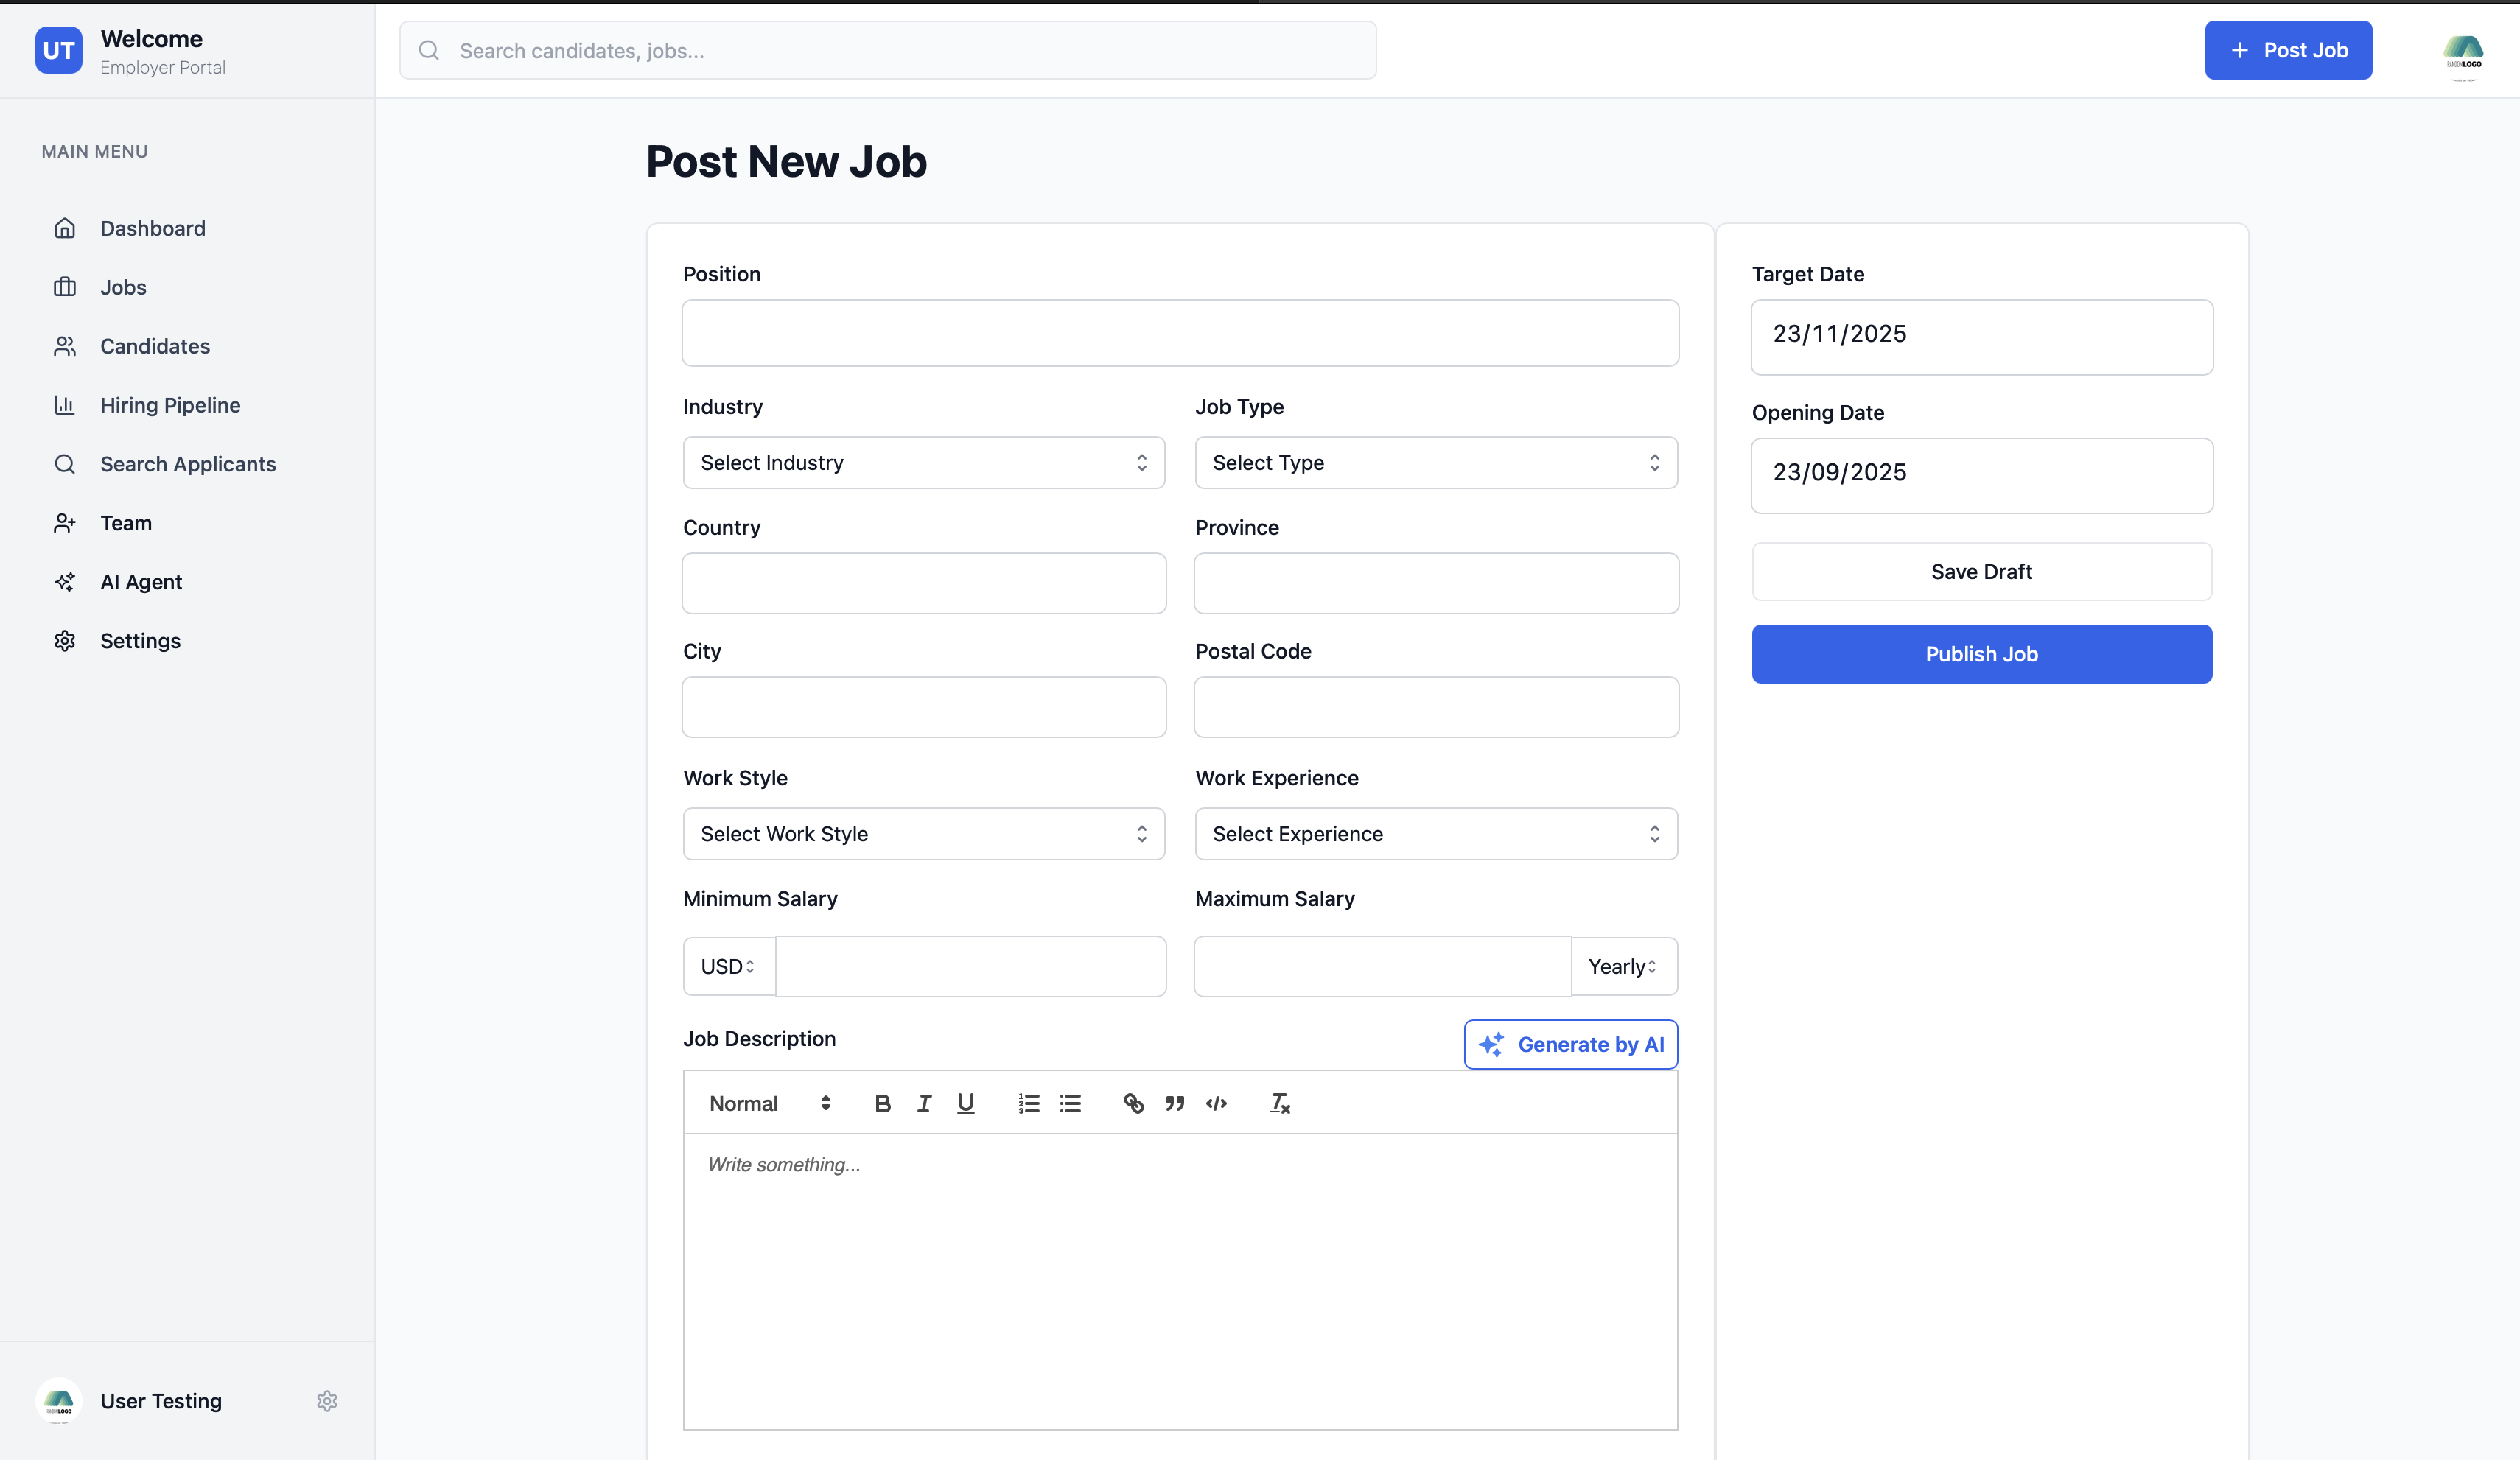 UT
Welcome
Employer Portal
Search candidates, jobs...
+ Post Job
LOGO
MAIN MENU
Dashboard
Jobs
Candidates
Hiring Pipeline
Search Applicants
Team
AI Agent
Settings
Post New Job
Position
Industry
Job Type
Select Industry
Select Type
Country
Province
City
Postal Code
Work Style
Work Experience
Select Work Style
Select Experience
Minimum Salary
Maximum Salary
USD
Yearly
Job Description
Generate by AI
Normal
Write something...
Target Date
23/11/2025
Opening Date
23/09/2025
Save Draft
Publish Job
LOGO
User Testing